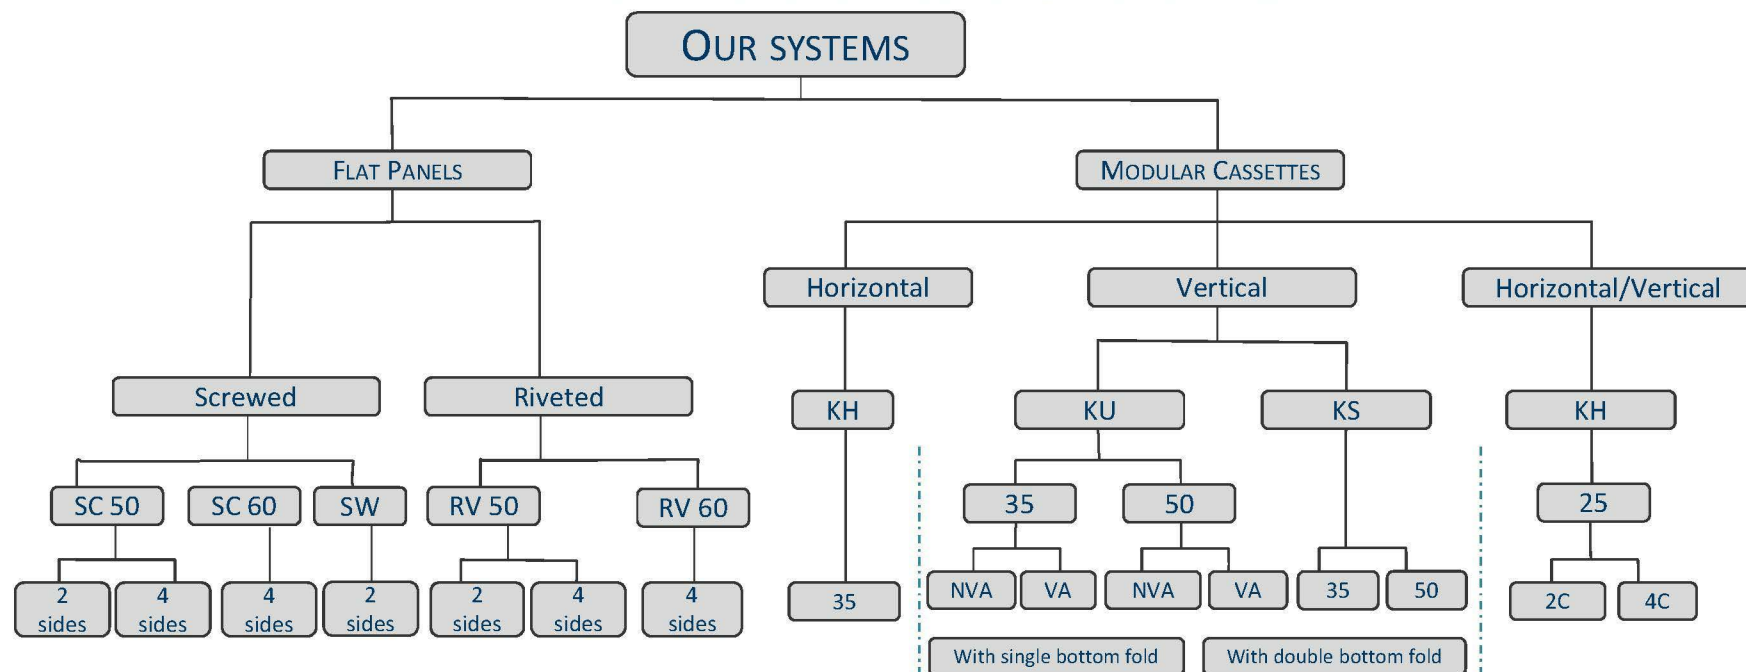 OUR SYSTEMS
FLAT PANELS
MODULAR CASSETTES
Horizontal
Vertical
Horizontal/Vertical
Screwed
Riveted
KH
KU
KS
KH
SC 50
SC 60
SW
RV 50
RV 60
35
50
25
2
sides
4
sides
4
sides
2
sides
2
sides
4
sides
4
sides
35
NVA
VA
NVA
VA
35
50
2C
4C
With single bottom fold
With double bottom fold